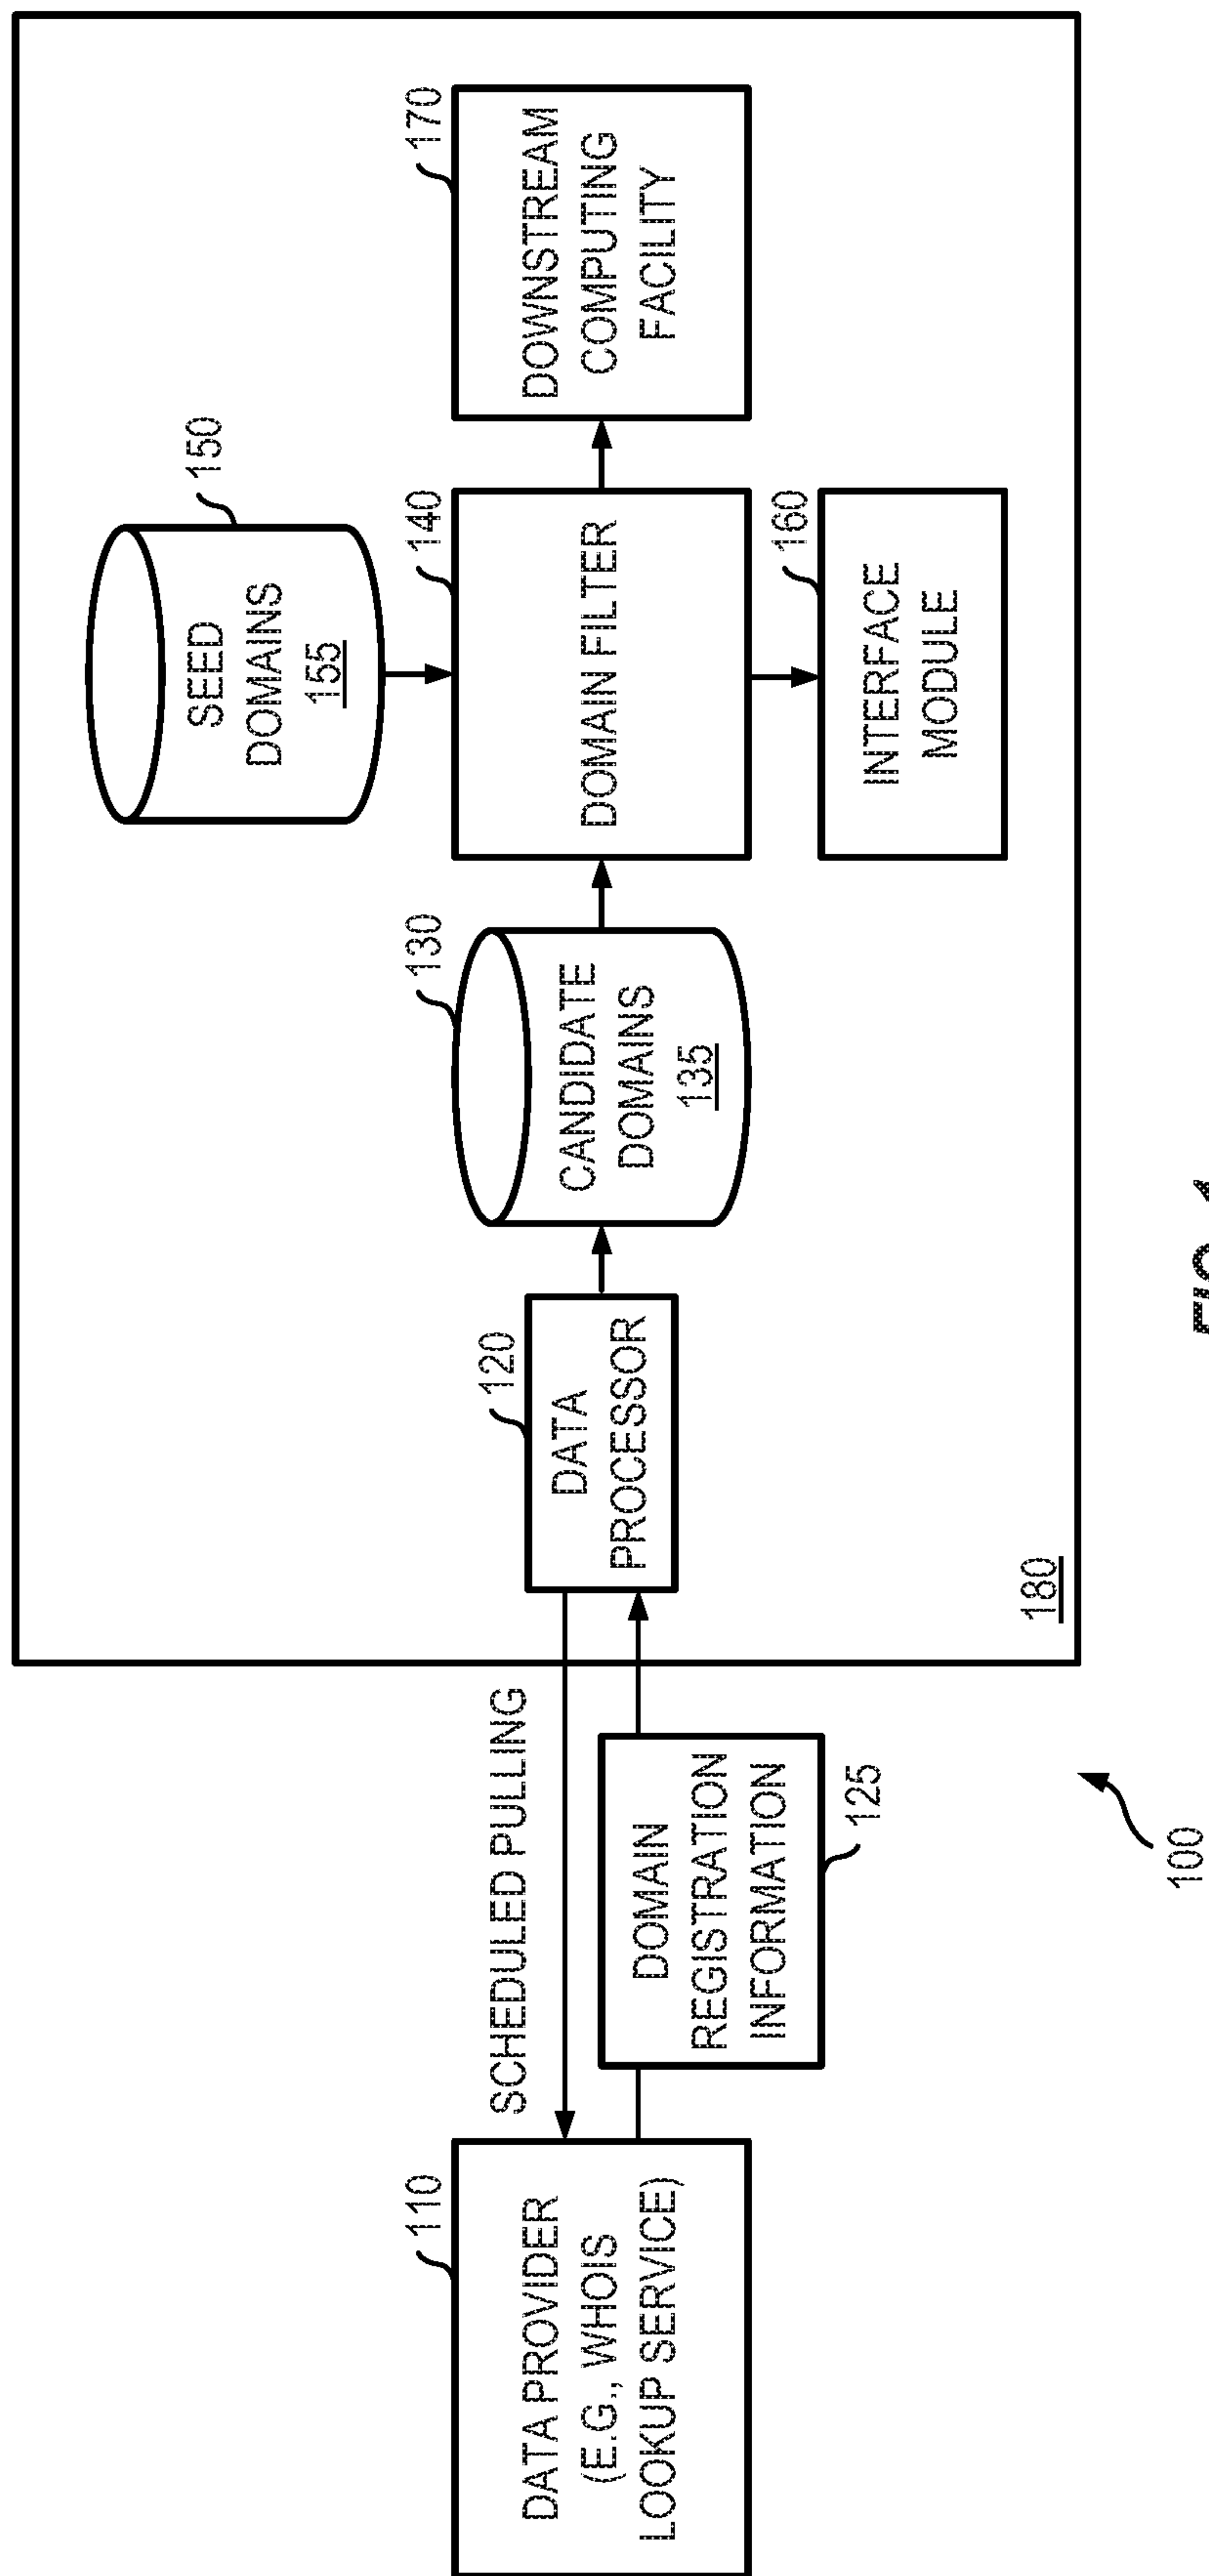 110
DATA PROVIDER
(E.G., WHOIS
LOOKUP SERVICE)
SCHEDULED PULLING
DOMAIN
REGISTRATION
INFORMATION
125
100
120
DATA
PROCESSOR
130
CANDIDATE
DOMAINS
135
150
SEED
DOMAINS
155
140
DOMAIN FILTER
160
INTERFACE
MODULE
170
DOWNSTREAM
COMPUTING
FACILITY
180